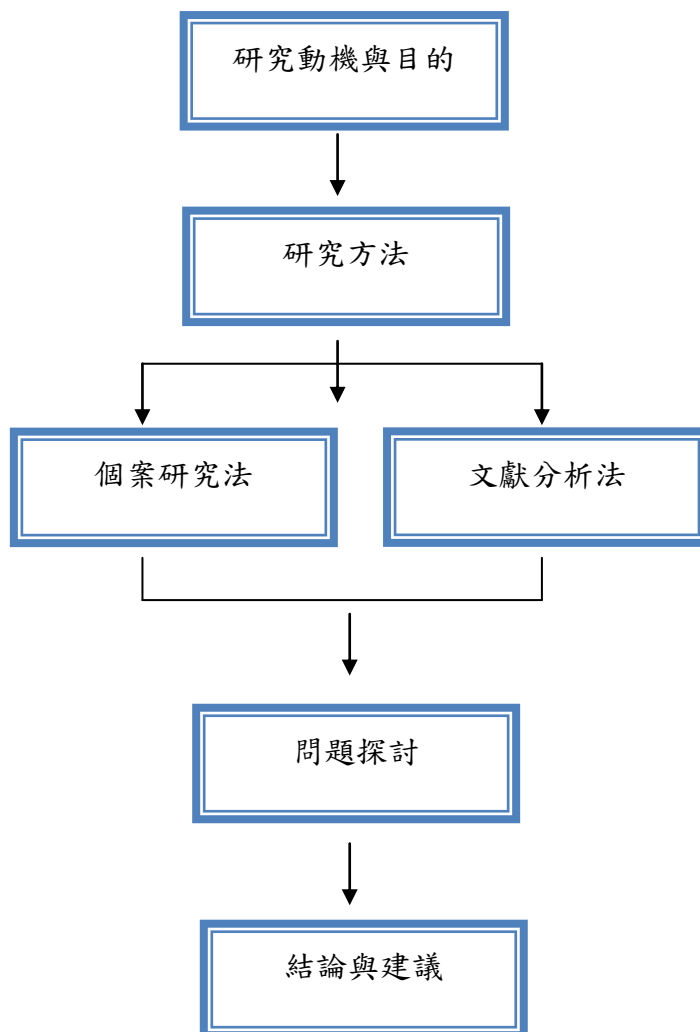 研究動機與目的
研究方法
個案研究法
文獻分析法
問題探討
結論與建議